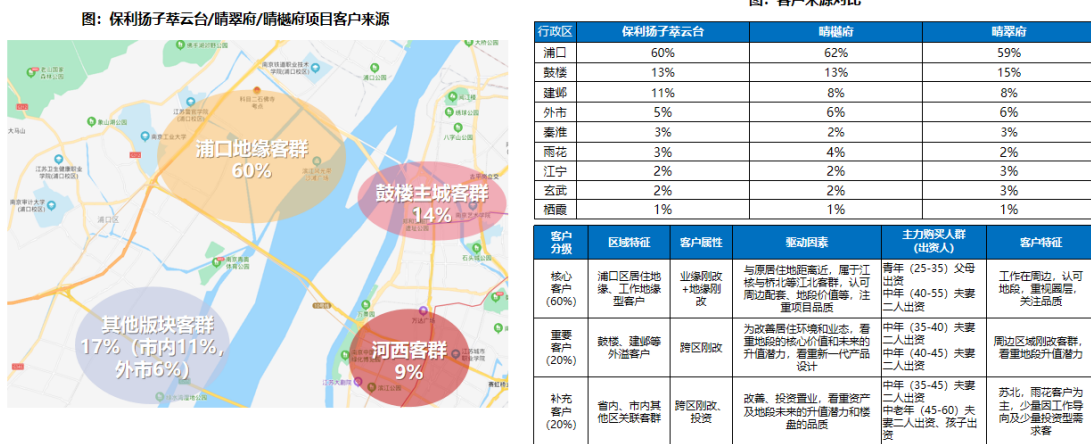 图：保利扬子萃云台/晴翠府/晴樾府项目客户来源
浦口地缘客群
60%
鼓楼主城客群
14%
其他版块客群
17%（市内11%，
外市6%）
河西客群
9%
浦口区
图：客户来源对比
行政区 保利扬子萃云台 晴樾府 晴翠府
浦口 60% 62% 59%
鼓楼 13% 13% 15%
建邺 11% 8% 8%
外市 5% 6% 6%
秦淮 3% 2% 3%
雨花 3% 4% 2%
江宁 2% 2% 3%
玄武 2% 2% 3%
栖霞 1% 1% 1%
客户
分级
区域特征
客户属性
驱动因素
主力购买人群
（出资人）
客户特征
核心
客户
(60%)
浦口区居住地
缘、工作地缘
型客户
业缘刚改
+地缘刚
改
与原居住地距离近，属于江
核与桥北等江北客群，认可
周边配套、地段价值等，注
重项目品质
青年（25-35）父母
出资
中年（40-55）夫妻
二人出资
工作在周边，认可
地段，重视圈层，
关注品质
重要
客户
(20%)
鼓楼、建邺等
外溢客户
跨区刚改
为改善居住环境和业态，看
重地段的核心价值和未来的
升值潜力，看重新一代产品
设计
中年（35-40）夫妻
二人出资
中年（40-45）夫妻
二人出资
周边区域刚改客群，
看重地段升值潜力
补充
客户
(20%)
省内、市内其
他区关联客群
跨区刚改、
投资
改善、投资置业，看重资产
及地段未来的升值潜力和楼
盘的品质
中年（35-45）夫妻
二人出资
中老年（45-60）夫
妻二人出资、孩子出
资
苏北，雨花客户为
主，少量因工作导
向及少量投资型需
求客